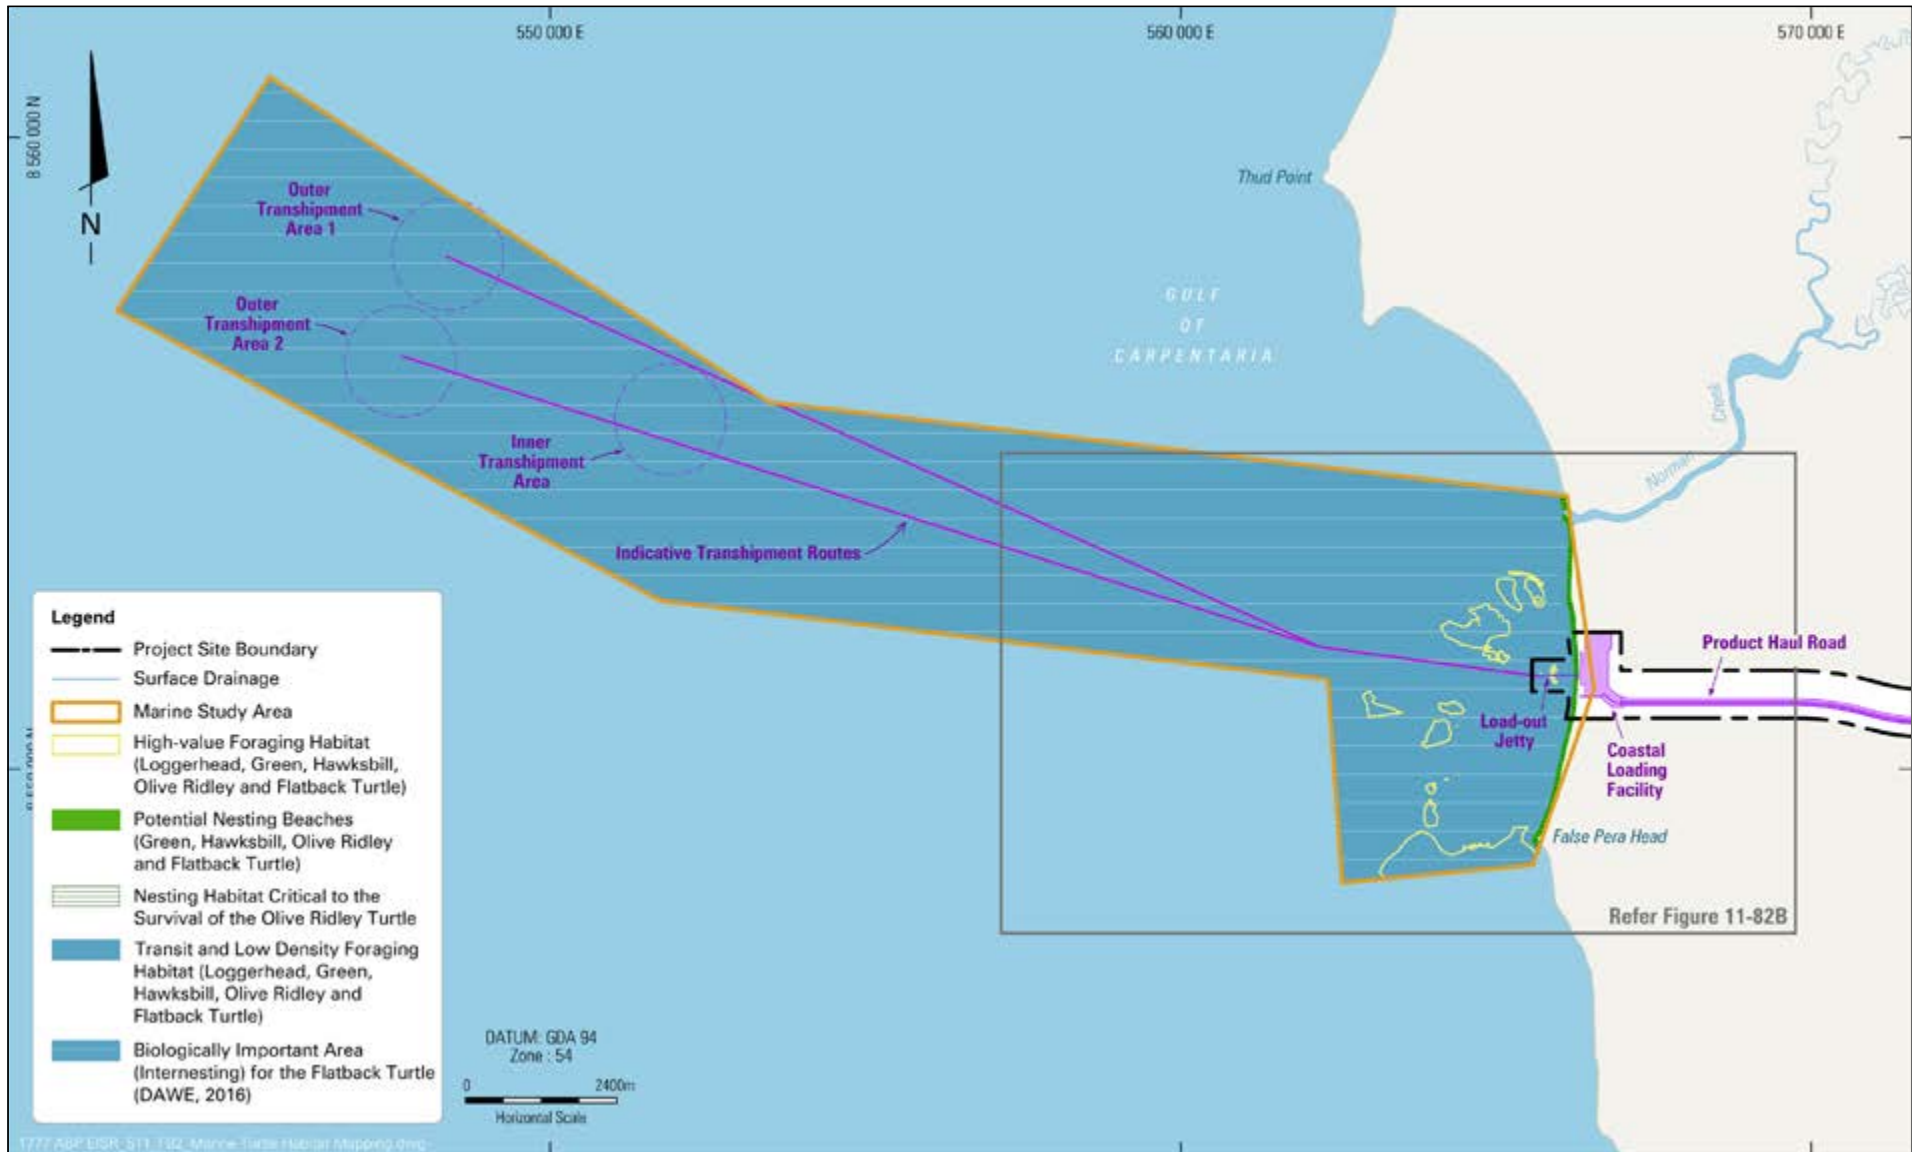 550 000 E
560 000 E
570 000 E
8 560 000 N
N
Outer
Transhipment
Area 1
Outer
Transhipment
Area 2
Inner
Transhipment
Area
Indicative Transhipment Routes
Thud Point
GULF
OF
CARPENTARIA
Norman Creek
Product Haul Road
Load-out
Jetty
Coastal
Loading
Facility
False Pera Head
Refer Figure 11-82B
Legend
Project Site Boundary
Surface Drainage
Marine Study Area
High-value Foraging Habitat
(Loggerhead, Green, Hawksbill,
Olive Ridley and Flatback Turtle)
Potential Nesting Beaches
(Green, Hawksbill, Olive Ridley
and Flatback Turtle)
Nesting Habitat Critical to the
Survival of the Olive Ridley Turtle
Transit and Low Density Foraging
Habitat (Loggerhead, Green,
Hawksbill, Olive Ridley and
Flatback Turtle)
Biologically Important Area
(Internesting) for the Flatback Turtle
(DAWE, 2016)
DATUM: GDA 94
Zone : 54
0 2400m
Horizontal Scale